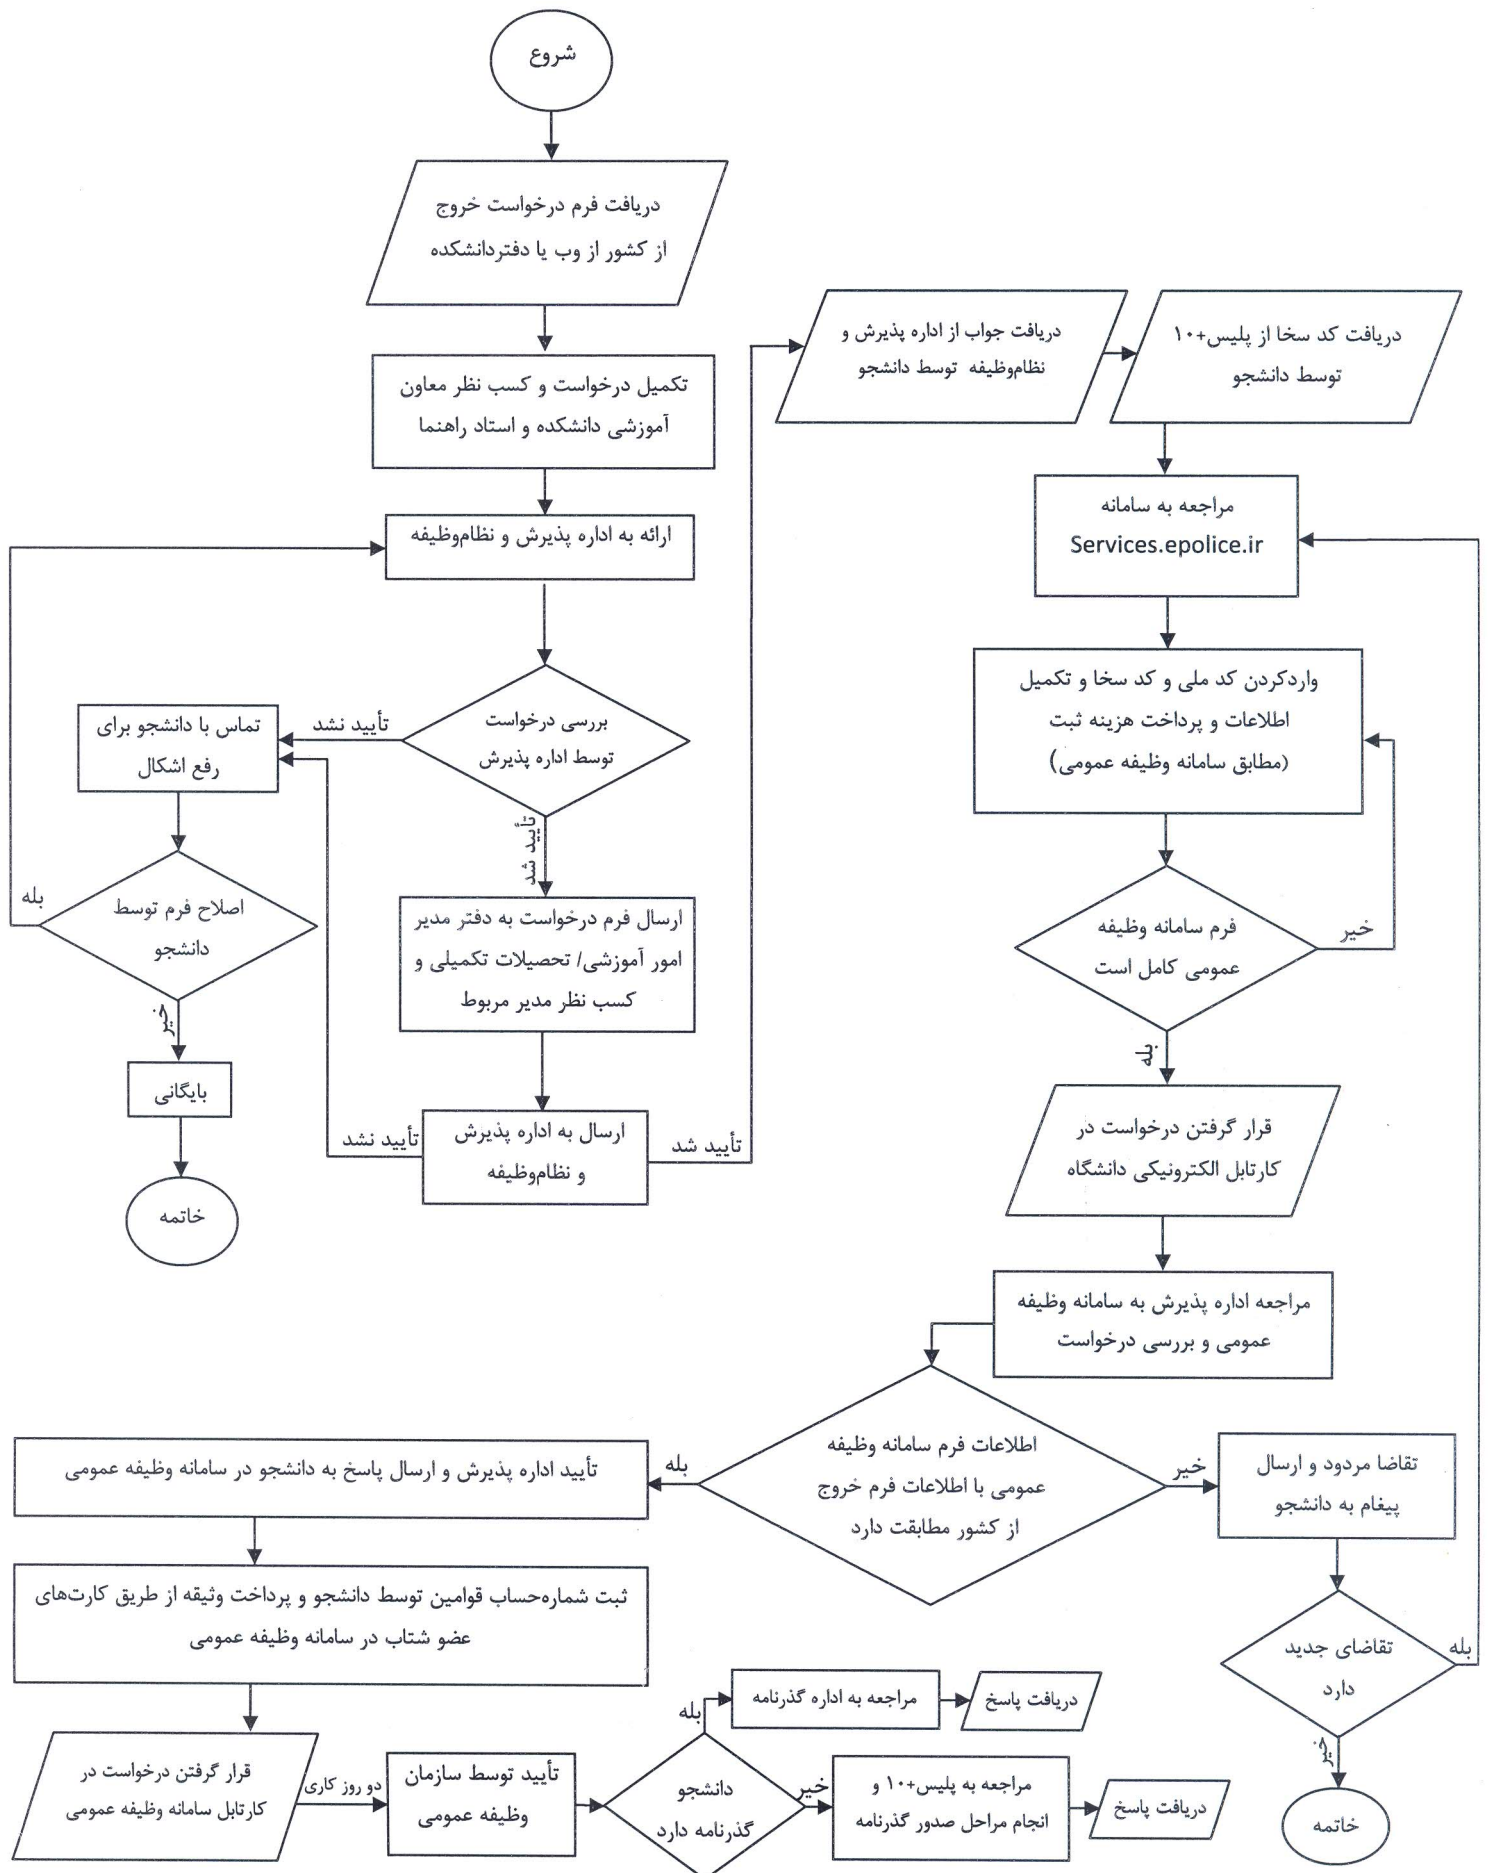 شروع
دریافت فرم درخواست خروج
از کشور از وب یا دفتردانشکده
تکمیل درخواست و کسب نظر معاون
آموزشی دانشکده و استاد راهنما
ارائه به اداره پذیرش و نظام‌وظیفه
بررسی درخواست
توسط اداره پذیرش
تأیید نشد
تماس با دانشجو برای
رفع اشکال
اصلاح فرم توسط
دانشجو
بله
خیر
بایگانی
خاتمه
تأیید شد
ارسال فرم درخواست به دفتر مدیر
امور آموزشی/ تحصیلات تکمیلی و
کسب نظر مدیر مربوط
ارسال به اداره پذیرش
و نظام‌وظیفه
تأیید نشد
تأیید شد
دریافت جواب از اداره پذیرش و
نظام‌وظیفه توسط دانشجو
دریافت کد سخا از پلیس+۱۰
توسط دانشجو
مراجعه به سامانه
Services.epolice.ir
واردکردن کد ملی و کد سخا و تکمیل
اطلاعات و پرداخت هزینه ثبت
(مطابق سامانه وظیفه عمومی)
فرم سامانه وظیفه
عمومی کامل است
خیر
بله
قرار گرفتن درخواست در
کارتابل الکترونیکی دانشگاه
مراجعه اداره پذیرش به سامانه وظیفه
عمومی و بررسی درخواست
اطلاعات فرم سامانه وظیفه
عمومی با اطلاعات فرم خروج
از کشور مطابقت دارد
خیر
تقاضا مردود و ارسال
پیغام به دانشجو
تقاضای جدید
دارد
بله
خیر
خاتمه
بله
تأیید اداره پذیرش و ارسال پاسخ به دانشجو در سامانه وظیفه عمومی
ثبت شماره‌حساب قوامین توسط دانشجو و پرداخت وثیقه از طریق کارت‌های
عضو شتاب در سامانه وظیفه عمومی
قرار گرفتن درخواست در
کارتابل سامانه وظیفه عمومی
دو روز کاری
تأیید توسط سازمان
وظیفه عمومی
دانشجو
گذرنامه دارد
بله
مراجعه به اداره گذرنامه
دریافت پاسخ
خیر
مراجعه به پلیس+۱۰ و
انجام مراحل صدور گذرنامه
دریافت پاسخ